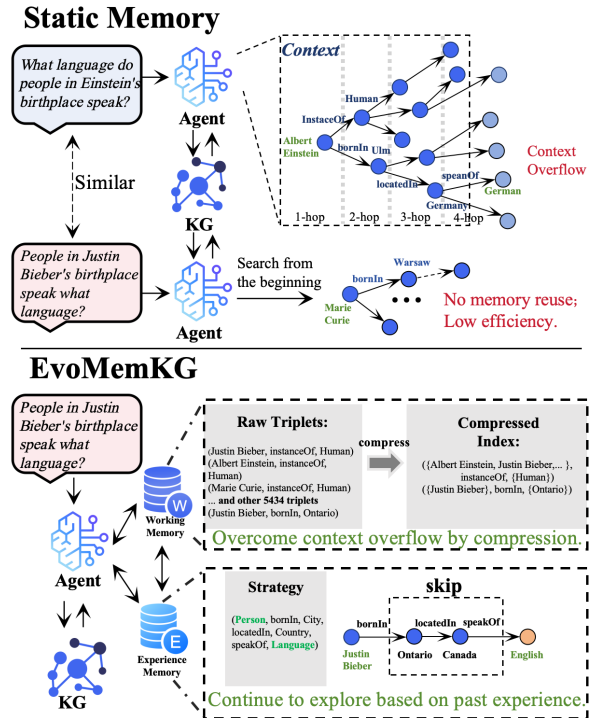 Static Memory
What language do
people in Einstein's
birthplace speak?
Agent
Similar
KG
People in Justin
Bieber's birthplace
speak what
language?
Agent
Context
Human
InstaceOf
Albert
Einstein
bornIn
Ulm
locatedIn
speanOf
German
Germany
1-hop
2-hop
3-hop
4-hop
Context
Overflow
Search from
the beginning
bornIn
Warsaw
Marie
Curie
No memory reuse;
Low efficiency.
EvoMemKG
People in Justin
Bieber's birthplace
speak what
language?
Agent
KG
W
Working
Memory
E
Experience
Memory
Raw Triplets:
(Justin Bieber, instanceOf, Human)
(Albert Einstein, instanceOf,
Human)
(Marie Curie, instanceOf, Human)
... and other 5434 triplets
(Justin Bieber, bornIn, Ontario)
compress
Compressed
Index:
({Albert Einstein, Justin Bieber,... },
instanceOf, {Human})
({Justin Bieber}, bornIn, {Ontario})
Overcome context overflow by compression.
Strategy
(Person, bornIn, City,
locatedIn, Country,
speakOf, Language)
skip
bornIn
locatedIn
speakOf
Justin
Bieber
Ontario
Canada
English
Continue to explore based on past experience.